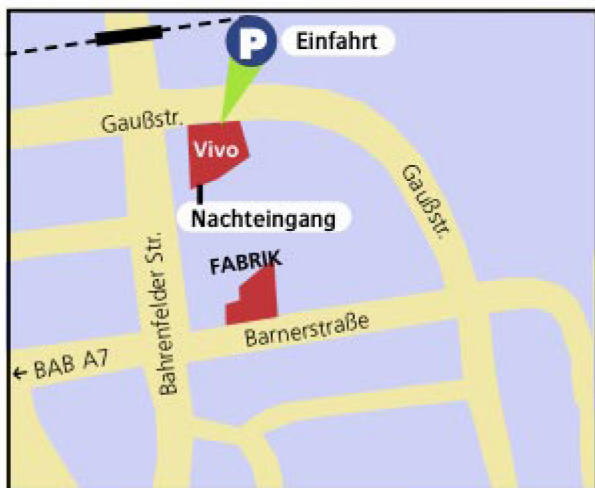 P
Einfahrt
Gaußstr.
Vivo
Gaußstr.
Nachteingang
FABRIK
Bahrenfelder Str.
Barnerstraße
← BAB A7